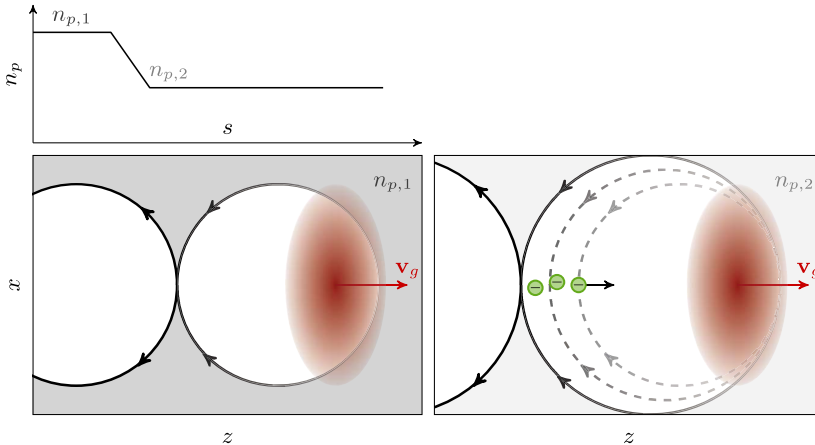 n_{p,1}
n_p
n_{p,2}
s
n_{p,1}
n_{p,2}
x
v_g
v_g
−
−
−
z
z